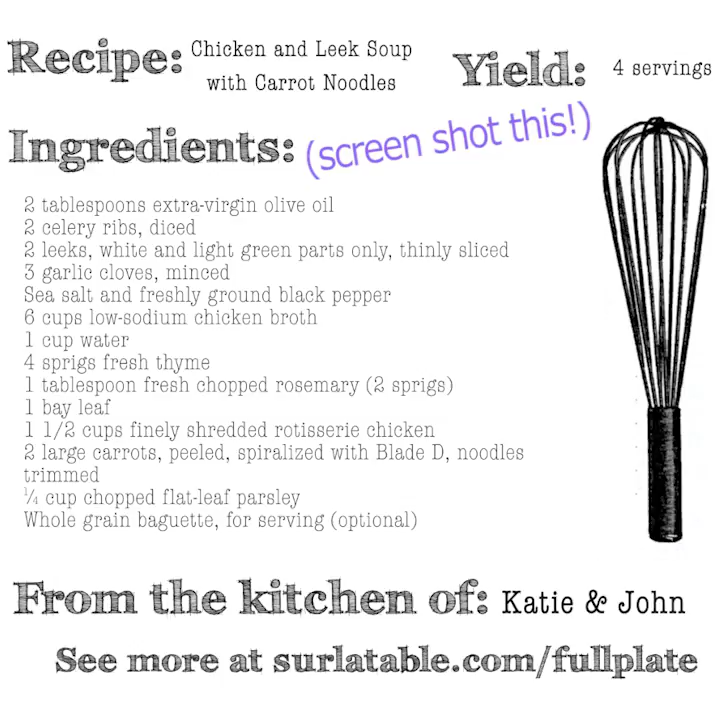 Recipe: Chicken and Leek Soup
with Carrot Noodles
Yield: 4 servings
Ingredients: (screen shot this!)
2 tablespoons extra-virgin olive oil
2 celery ribs, diced
2 leeks, white and light green parts only, thinly sliced
3 garlic cloves, minced
Sea salt and freshly ground black pepper
6 cups low-sodium chicken broth
1 cup water
4 sprigs fresh thyme
1 tablespoon fresh chopped rosemary (2 sprigs)
1 bay leaf
1 1/2 cups finely shredded rotisserie chicken
2 large carrots, peeled, spiralized with Blade D, noodles
trimmed
¼ cup chopped flat-leaf parsley
Whole grain baguette, for serving (optional)
From the kitchen of: Katie & John
See more at surlatable.com/fullplate